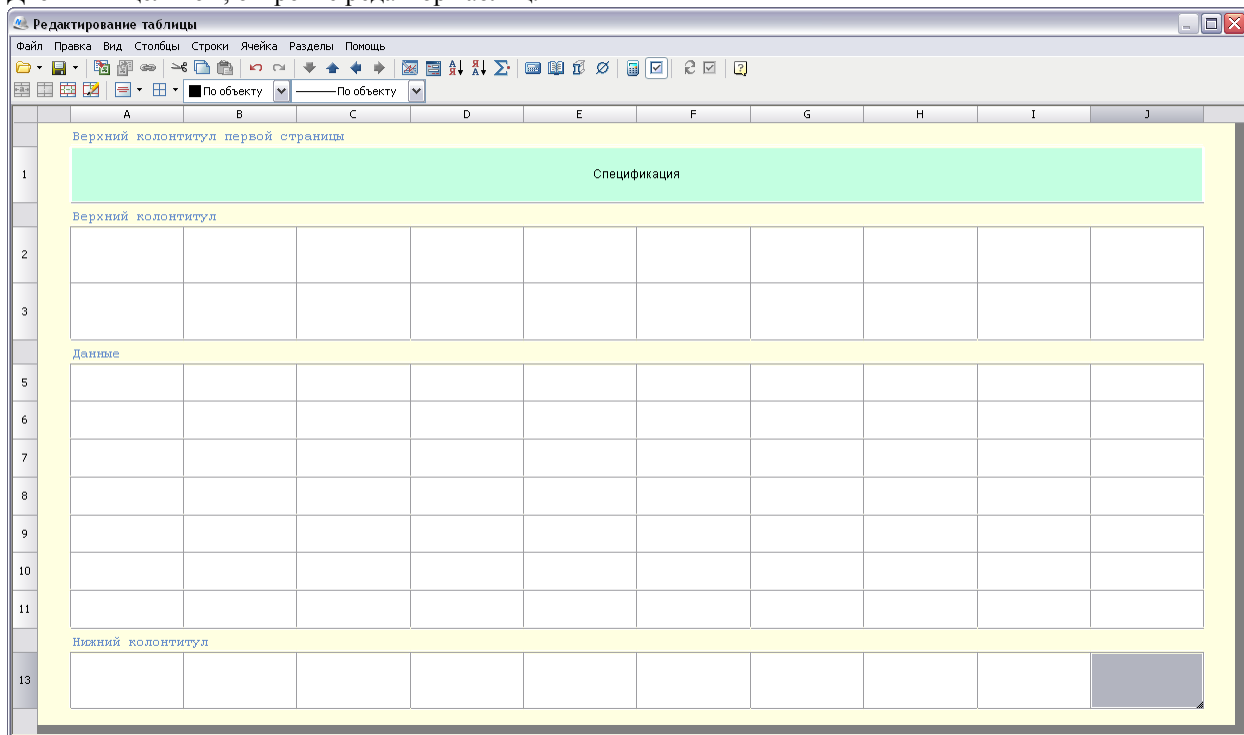 Редактирование таблицы
Файл Правка Вид Столбцы Строки Ячейка Разделы Помощь
По объекту По объекту
A B C D E F G H I J
Верхний колонтитул первой страницы
1 Спецификация
Верхний колонтитул
2
3
Данные
5
6
7
8
9
10
11
Нижний колонтитул
13